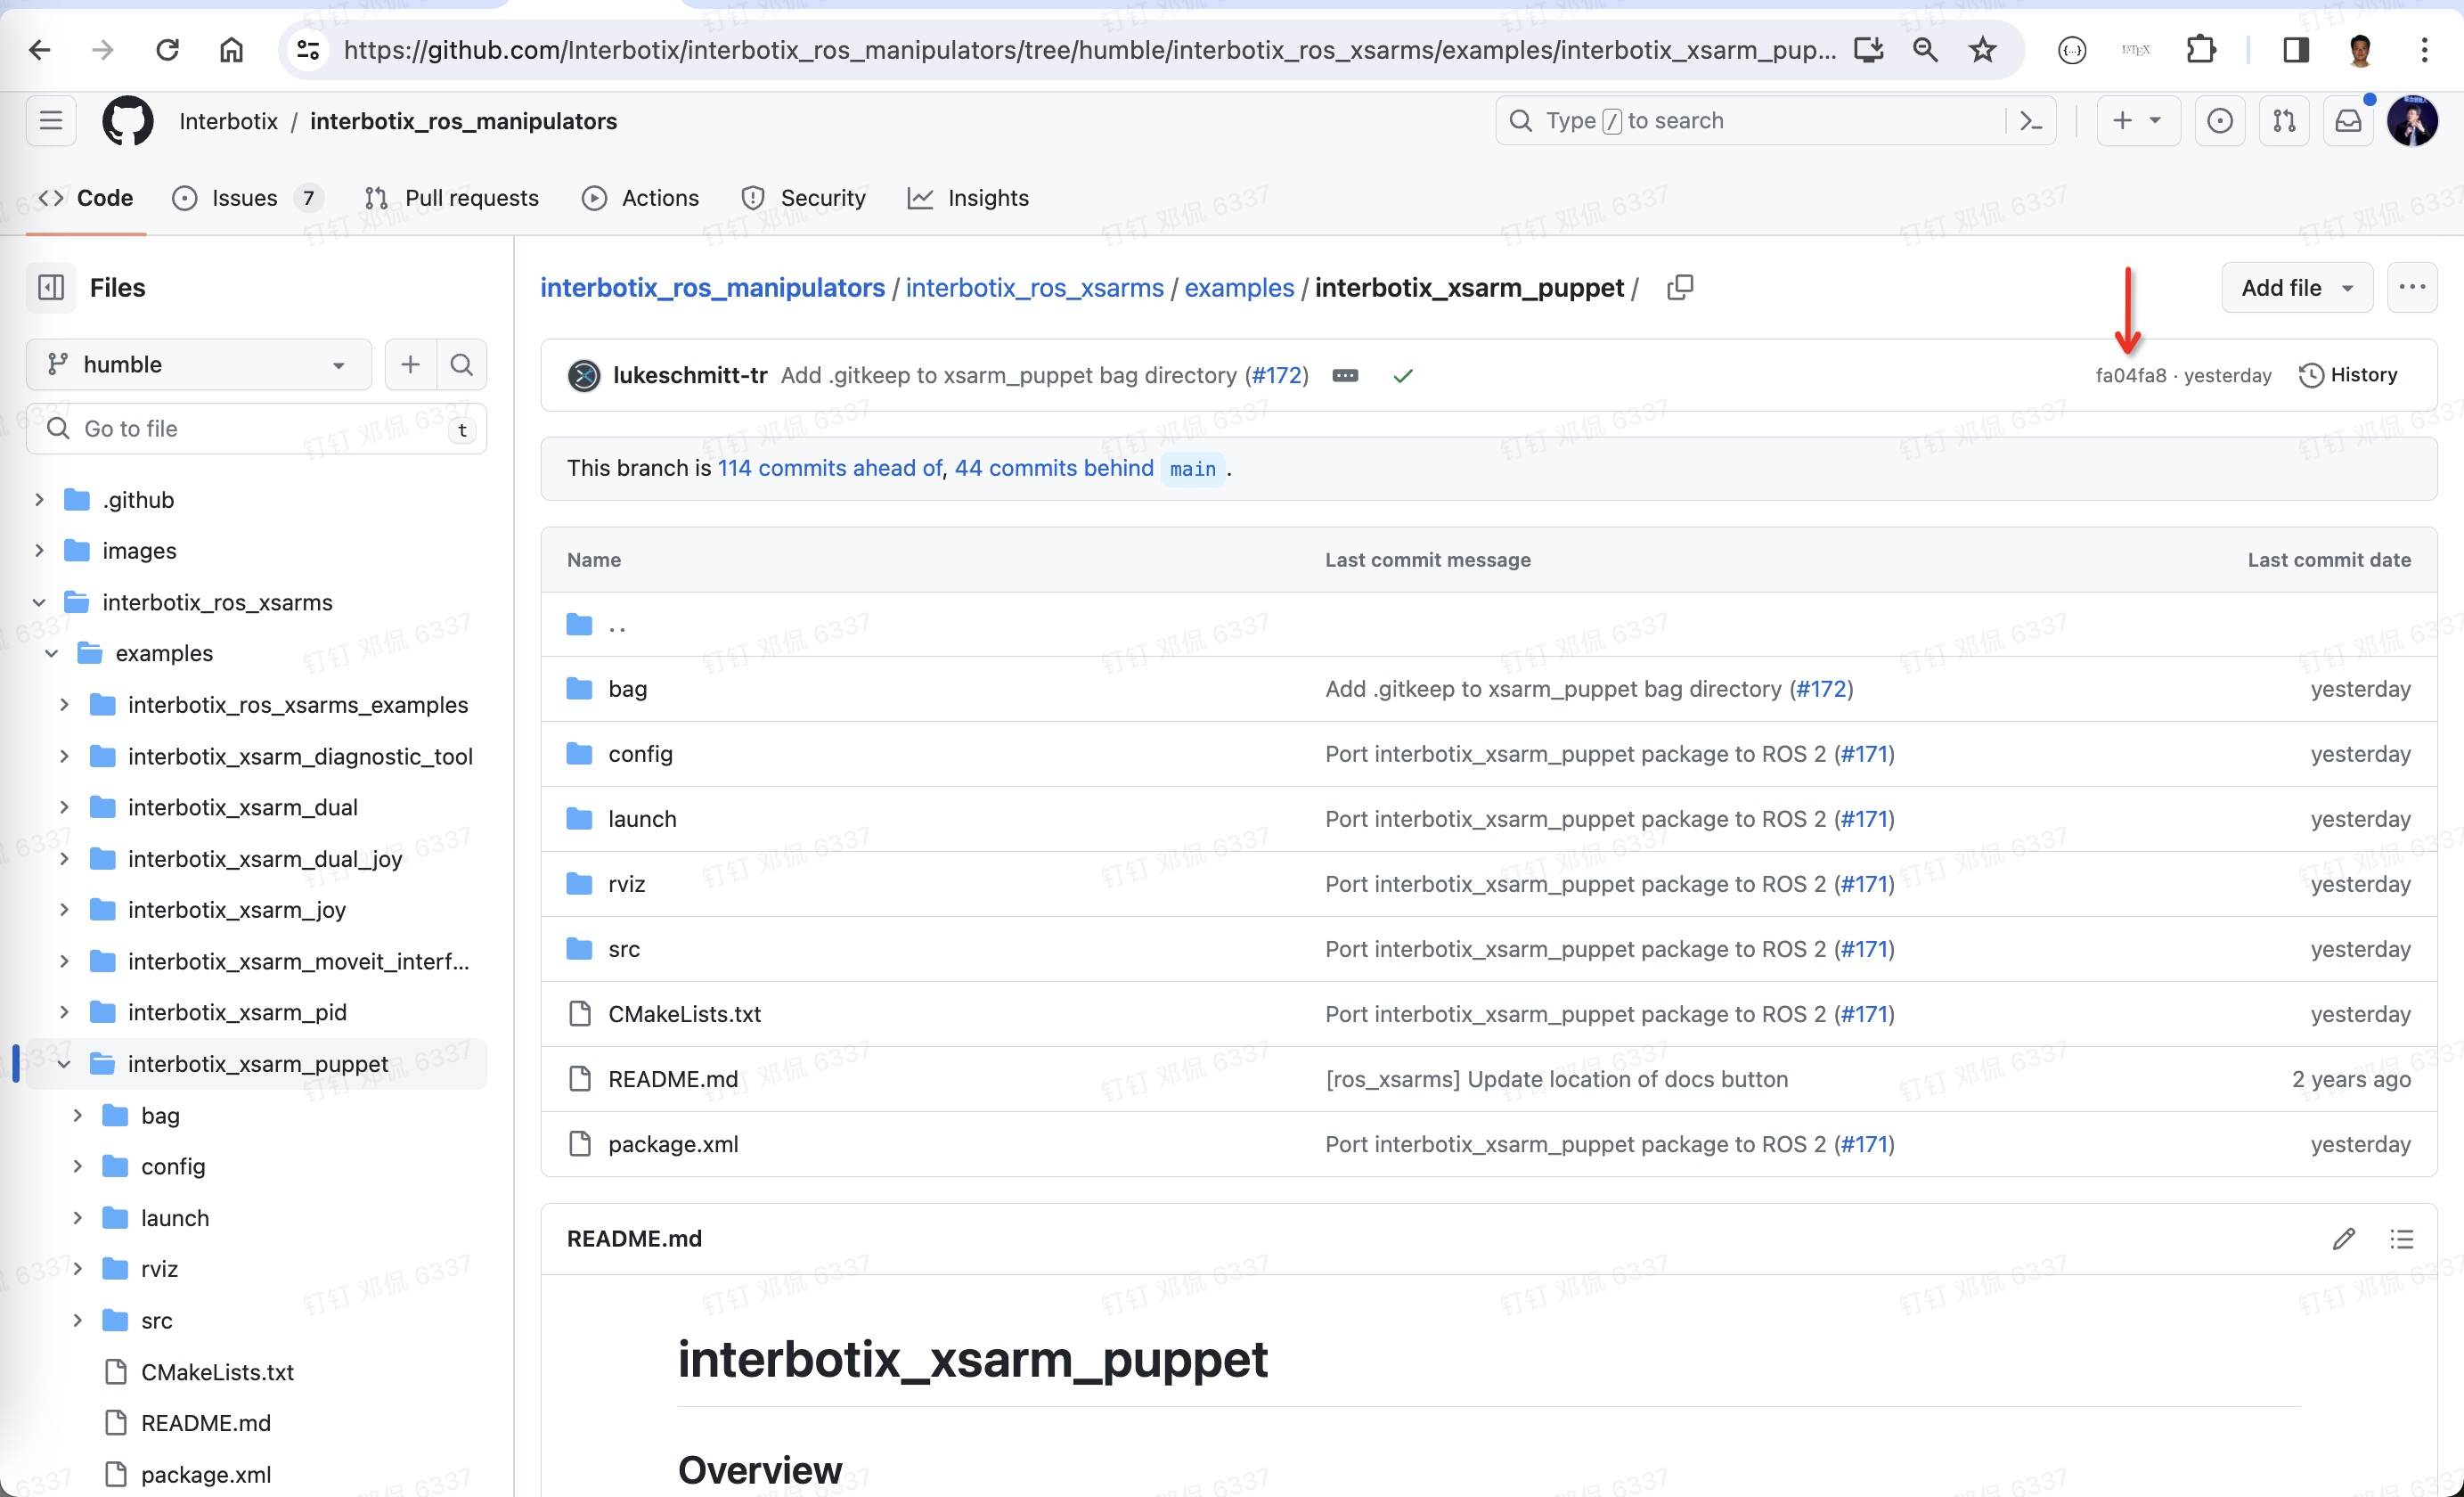 https://github.com/Interbotix/interbotix_ros_manipulators/tree/humble/interbotix_ros_xsarms/examples/interbotix_xsarm_pup...
Interbotix / interbotix_ros_manipulators
Type / to search
Code
Issues 7
Pull requests
Actions
Security
Insights
Files
humble
Go to file t
.github
images
interbotix_ros_xsarms
examples
interbotix_ros_xsarms_examples
interbotix_xsarm_diagnostic_tool
interbotix_xsarm_dual
interbotix_xsarm_dual_joy
interbotix_xsarm_joy
interbotix_xsarm_moveit_interf...
interbotix_xsarm_pid
interbotix_xsarm_puppet
bag
config
launch
rviz
src
CMakeLists.txt
README.md
package.xml
interbotix_ros_manipulators / interbotix_ros_xsarms / examples / interbotix_xsarm_puppet /
Add file
lukeschmitt-tr Add .gitkeep to xsarm_puppet bag directory (#172)
fa04fa8 · yesterday
History
This branch is 114 commits ahead of, 44 commits behind main .
Name Last commit message Last commit date
..
bag Add .gitkeep to xsarm_puppet bag directory (#172) yesterday
config Port interbotix_xsarm_puppet package to ROS 2 (#171) yesterday
launch Port interbotix_xsarm_puppet package to ROS 2 (#171) yesterday
rviz Port interbotix_xsarm_puppet package to ROS 2 (#171) yesterday
src Port interbotix_xsarm_puppet package to ROS 2 (#171) yesterday
CMakeLists.txt Port interbotix_xsarm_puppet package to ROS 2 (#171) yesterday
README.md [ros_xsarms] Update location of docs button 2 years ago
package.xml Port interbotix_xsarm_puppet package to ROS 2 (#171) yesterday
README.md
interbotix_xsarm_puppet
Overview
钉钉 邓侃 6337